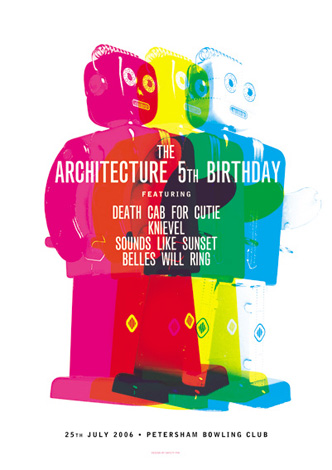 THE
ARCHITECTURE 5TH BIRTHDAY
FEATURING
DEATH CAB FOR CUTIE
KNIEVEL
SOUNDS LIKE SUNSET
BELLES WILL RING
25TH JULY 2006 • PETERSHAM BOWLING CLUB